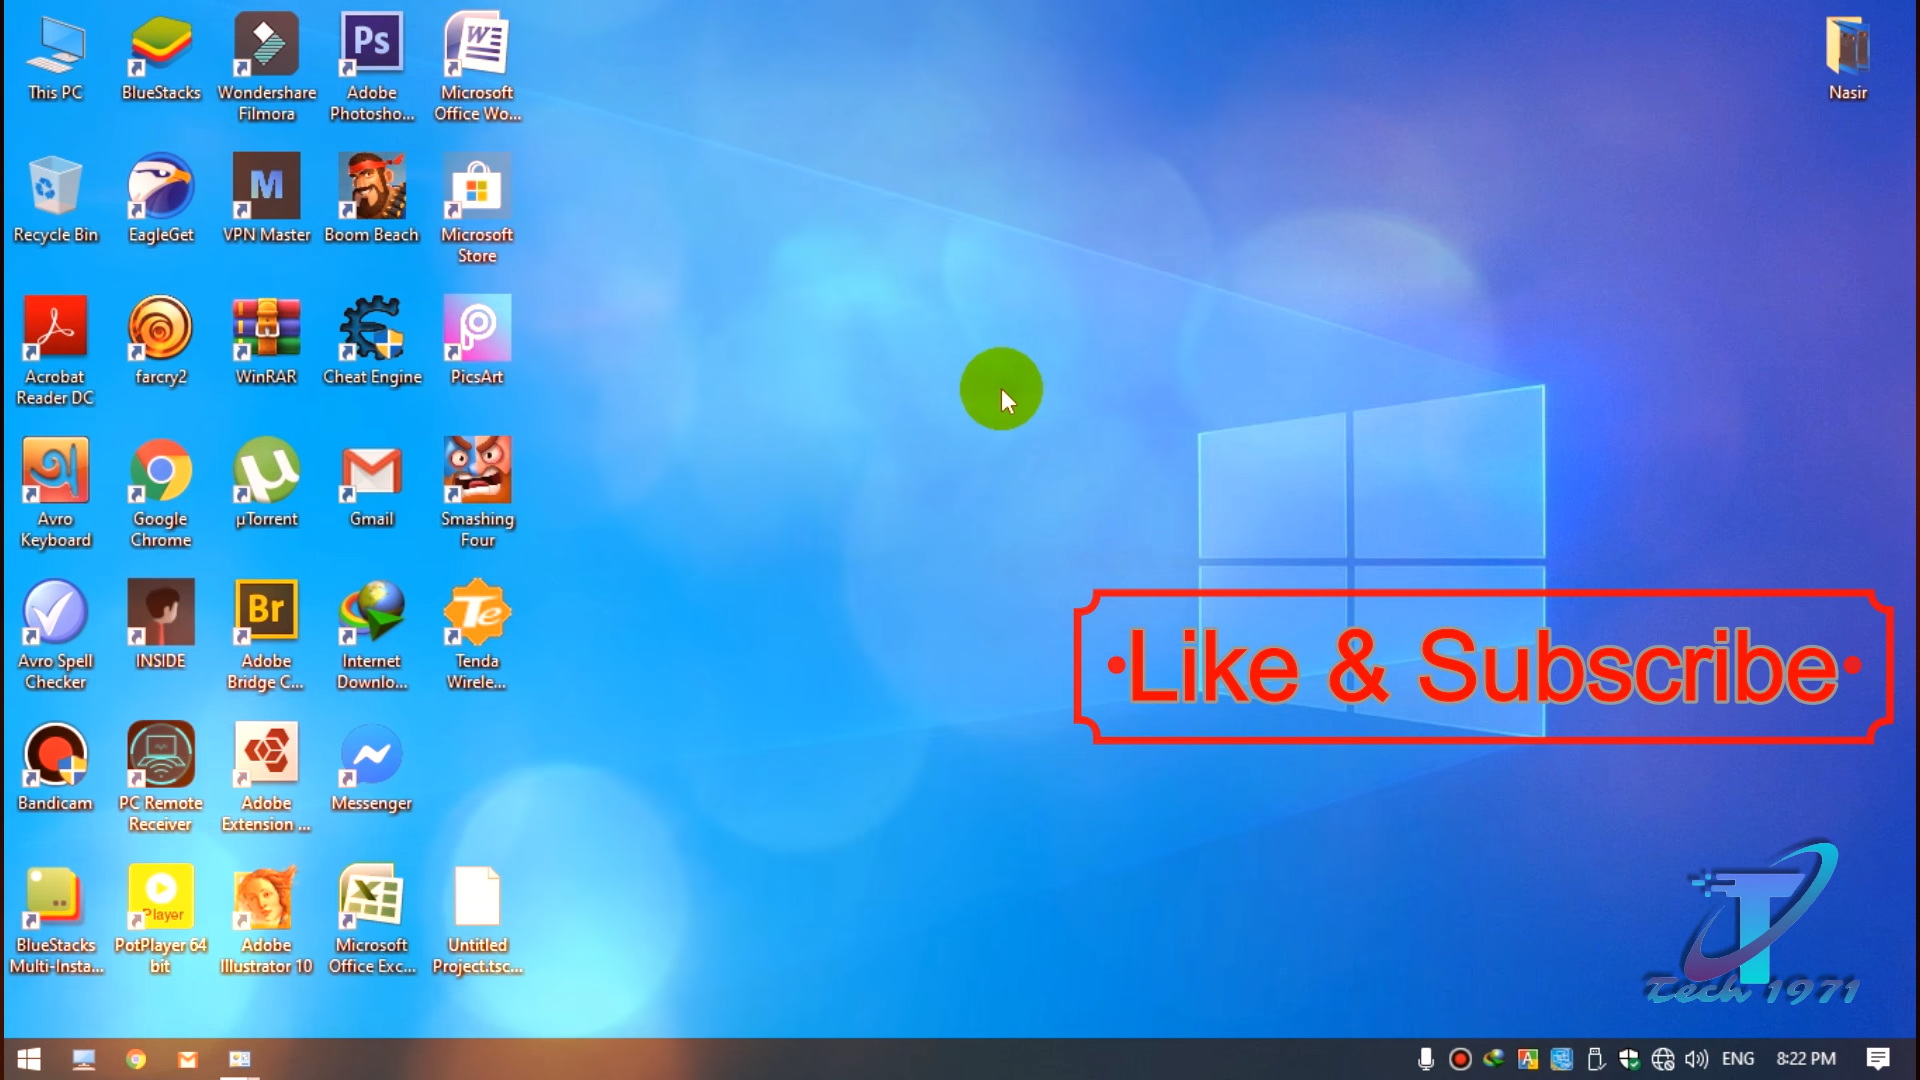 This PC
BlueStacks
Wondershare
Filmora
Ps
Adobe
Photosho...
W
Microsoft
Office Wo...
Nasir
Recycle Bin
EagleGet
M
VPN Master
Boom Beach
Microsoft
Store
Acrobat
Reader DC
farcry2
WinRAR
Cheat Engine
PicsArt
অ
Avro
Keyboard
Google
Chrome
µ
µTorrent
Gmail
Smashing
Four
Avro Spell
Checker
INSIDE
Br
Adobe
Bridge C...
Internet
Downlo...
Te
Tenda
Wirele...
•Like & Subscribe•
Bandicam
PC Remote
Receiver
Adobe
Extension ...
Messenger
BlueStacks
Multi-Insta...
Player
PotPlayer 64
bit
Adobe
Illustrator 10
X
Microsoft
Office Exc...
Untitled
Project.tsc...
T
Tech 1971
A
ENG
8:22 PM